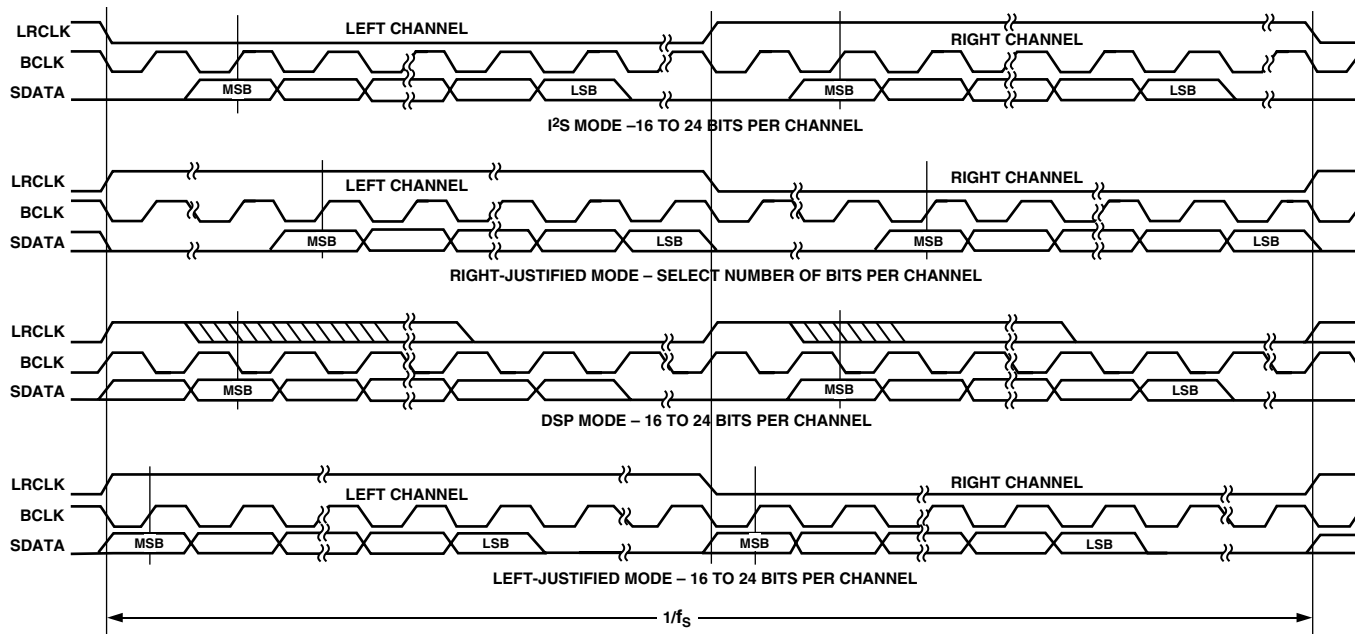 LRCLK LEFT CHANNEL RIGHT CHANNEL
BCLK
SDATA MSB LSB MSB LSB
I²S MODE –16 TO 24 BITS PER CHANNEL
LRCLK LEFT CHANNEL RIGHT CHANNEL
BCLK
SDATA MSB LSB MSB LSB
RIGHT-JUSTIFIED MODE – SELECT NUMBER OF BITS PER CHANNEL
LRCLK
BCLK
SDATA MSB MSB LSB
DSP MODE – 16 TO 24 BITS PER CHANNEL
LRCLK LEFT CHANNEL RIGHT CHANNEL
BCLK
SDATA MSB LSB MSB LSB
LEFT-JUSTIFIED MODE – 16 TO 24 BITS PER CHANNEL
1/fS